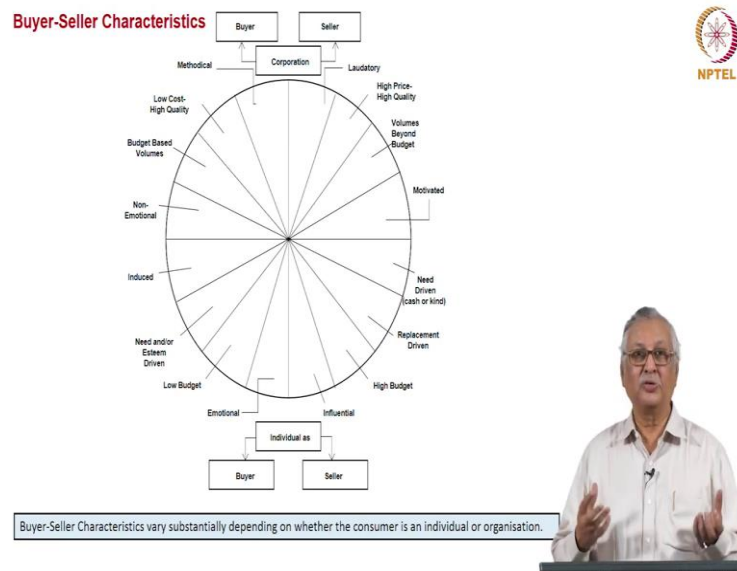 Buyer-Seller Characteristics
Buyer
Seller
Corporation
Methodical
Laudatory
Low Cost-
High Quality
High Price-
High Quality
Budget Based
Volumes
Volumes
Beyond
Budget
Non-
Emotional
Motivated
Induced
Need
Driven
(cash or kind)
Need and/or
Esteem
Driven
Replacement
Driven
Low Budget
High Budget
Emotional
Influential
Individual as
Buyer
Seller
Buyer-Seller Characteristics vary substantially depending on whether the consumer is an individual or organisation.
NPTEL